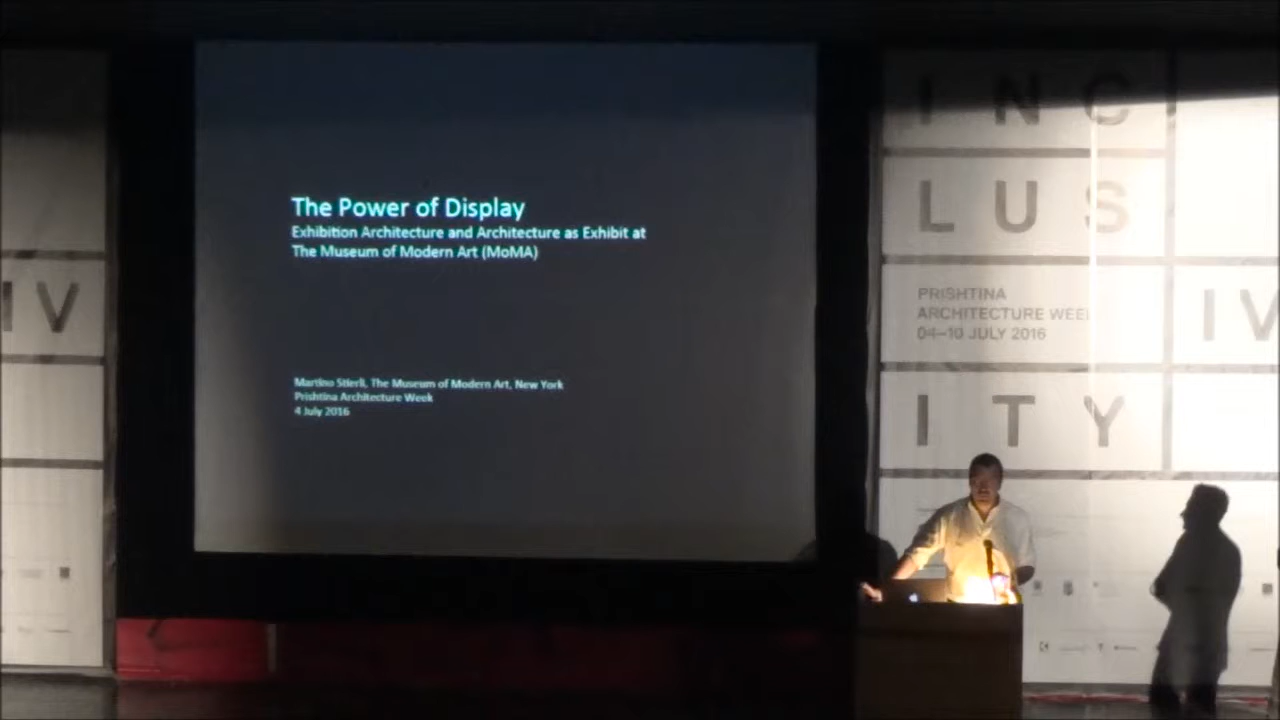 The Power of Display
Exhibition Architecture and Architecture as Exhibit at
The Museum of Modern Art (MoMA)
Martino Stierli, The Museum of Modern Art, New York
Prishtina Architecture Week
4 July 2016
IV
INC
LUS
PRISHTINA
ARCHITECTURE WEEK
04–10 JULY 2016
IV
ITY